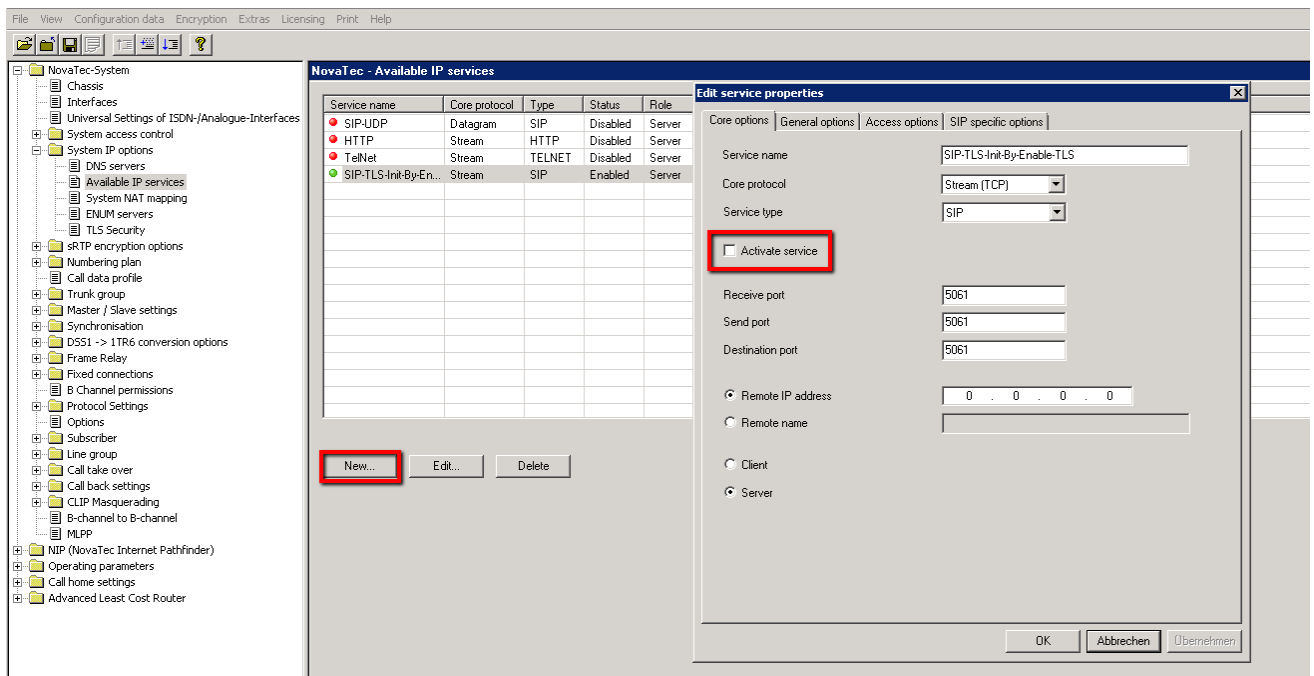 File View Configuration data Encryption Extras Licensing Print Help
NovaTec-System
Chassis
Interfaces
Universal Settings of ISDN-/Analogue-Interfaces
System access control
System IP options
DNS servers
Available IP services
System NAT mapping
ENUM servers
TLS Security
sRTP encryption options
Numbering plan
Call data profile
Trunk group
Master / Slave settings
Synchronisation
DSS1 -> 1TR6 conversion options
Frame Relay
Fixed connections
B Channel permissions
Protocol Settings
Options
Subscriber
Line group
Call take over
Call back settings
CLIP Masquerading
B-channel to B-channel
MLPP
NIP (NovaTec Internet Pathfinder)
Operating parameters
Call home settings
Advanced Least Cost Router
NovaTec - Available IP services
Service name Core protocol Type Status Role
SIP-UDP Datagram SIP Disabled Server
HTTP Stream HTTP Disabled Server
TelNet Stream TELNET Disabled Server
SIP-TLS-Init-By-En... Stream SIP Enabled Server
New... Edit... Delete
Edit service properties
Core options General options Access options SIP specific options
Service name SIP-TLS-Init-By-Enable-TLS
Core protocol Stream (TCP)
Service type SIP
Activate service
Receive port 5061
Send port 5061
Destination port 5061
Remote IP address 0 . 0 . 0 . 0
Remote name
Client
Server
OK Abbrechen Übernehmen